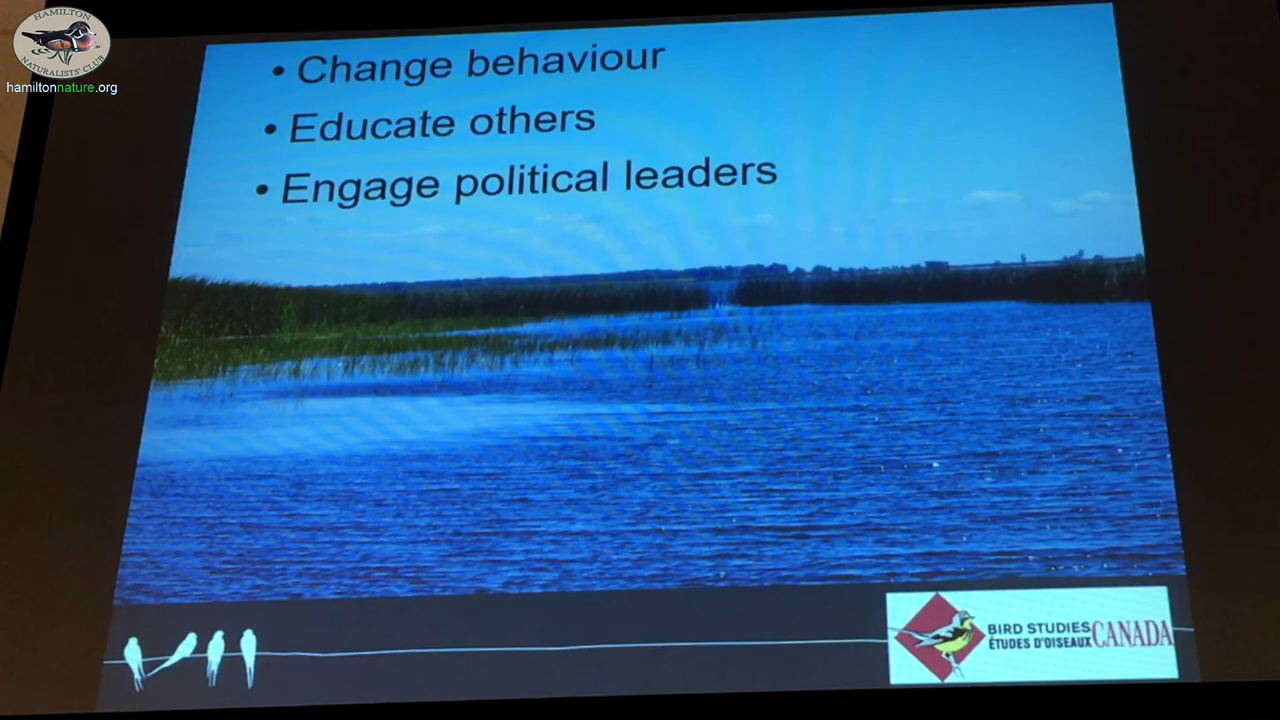 HAMILTON
NATURALISTS' CLUB
hamiltonnature.org
• Change behaviour
• Educate others
• Engage political leaders
BIRD STUDIES
ÉTUDES D'OISEAUX
CANADA